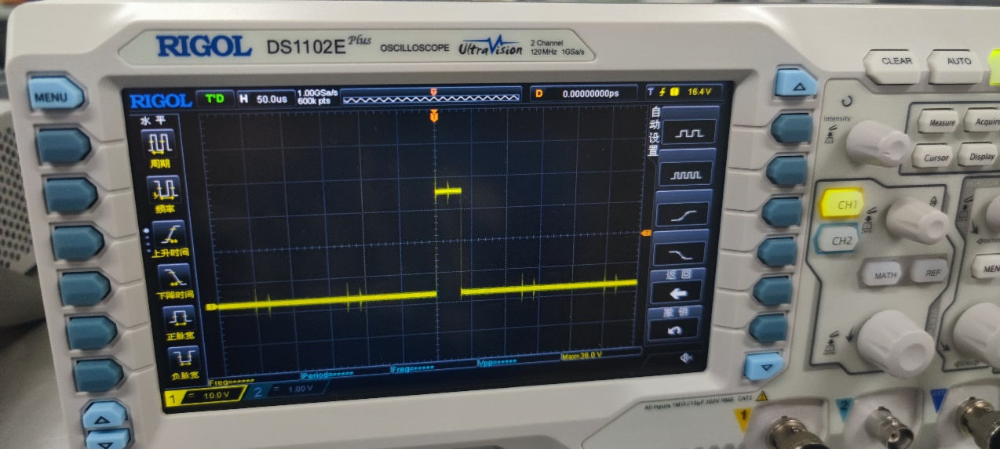 RIGOL DS1102E Plus OSCILLOSCOPE UltraVision 2 Channel
120MHz 1GSa/s
CLEAR AUTO
MENU
RIGOL T'D H 50.0us 1.00GSa/s
600k pts
T
D 0.00000000ps T 1 16.4V
水平
周期
频率
上升时间
下降时间
正脉宽
负脉宽
自动设置
返回
撤销
Freq=*****
Period=*****
Freq=*****
Vpp=*****
Max=36.0 V
1 = 10.0 V
2 = 1.00 V
Intensity
Measure Acquire
Cursor Display
CH1
CH2
MATH REF
MEN
All Inputs 1MΩ//13pF 300V RMS CAT I
1
2